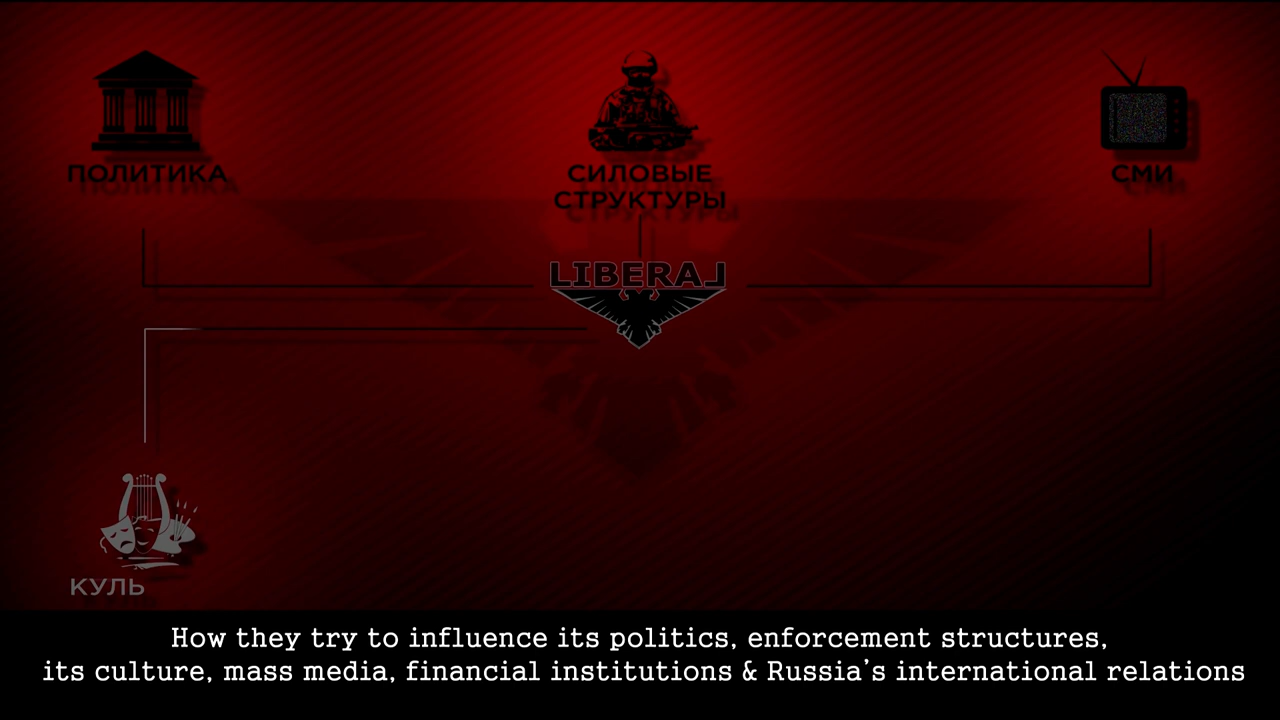 ПОЛИТИКА
СИЛОВЫЕ
СТРУКТУРЫ
СМИ
LIBERAL
КУЛЬ
How they try to influence its politics, enforcement structures,
its culture, mass media, financial institutions & Russia's international relations